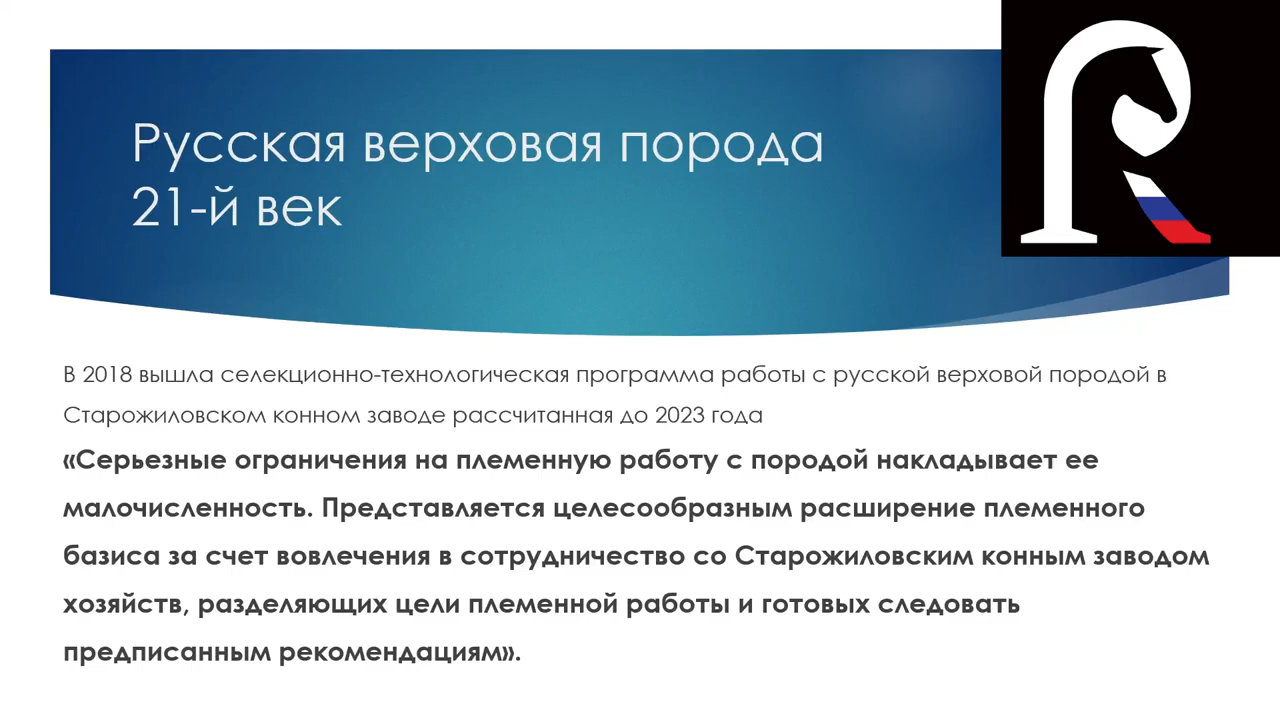 Русская верховая порода
21-й век
В 2018 вышла селекционно-технологическая программа работы с русской верховой породой в
Старожиловском конном заводе рассчитанная до 2023 года
«Серьезные ограничения на племенную работу с породой накладывает ее
малочисленность. Представляется целесообразным расширение племенного
базиса за счет вовлечения в сотрудничество со Старожиловским конным заводом
хозяйств, разделяющих цели племенной работы и готовых следовать
предписанным рекомендациям».